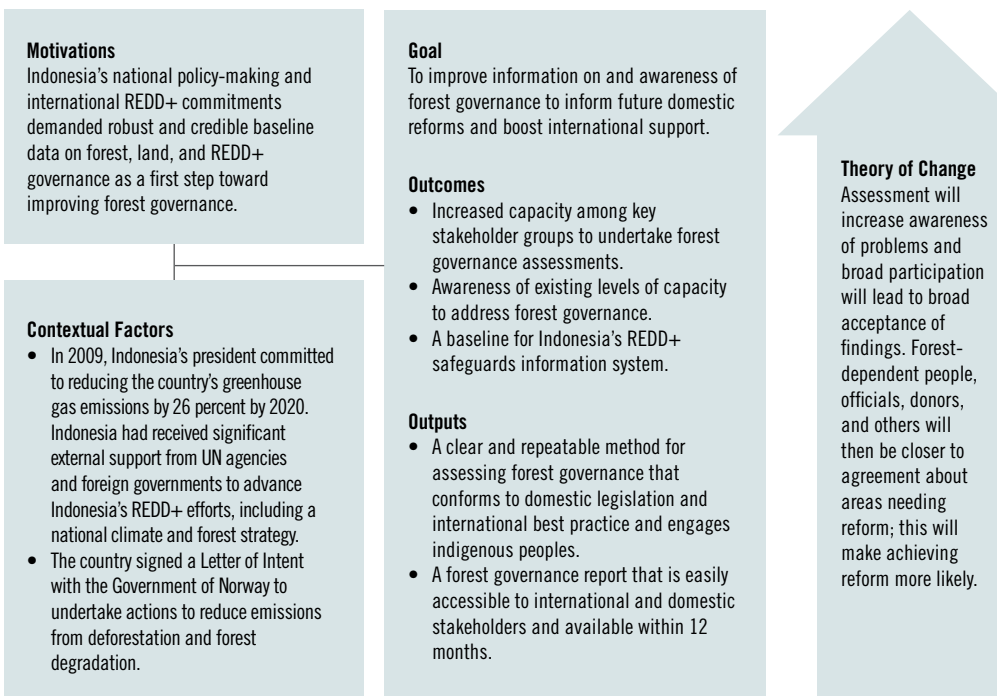 Motivations
Indonesia’s national policy-making and
international REDD+ commitments
demanded robust and credible baseline
data on forest, land, and REDD+
governance as a first step toward
improving forest governance.
Contextual Factors
• In 2009, Indonesia’s president committed
to reducing the country’s greenhouse
gas emissions by 26 percent by 2020.
Indonesia had received significant
external support from UN agencies
and foreign governments to advance
Indonesia’s REDD+ efforts, including a
national climate and forest strategy.
• The country signed a Letter of Intent
with the Government of Norway to
undertake actions to reduce emissions
from deforestation and forest
degradation.
Goal
To improve information on and awareness of
forest governance to inform future domestic
reforms and boost international support.
Outcomes
• Increased capacity among key
stakeholder groups to undertake forest
governance assessments.
• Awareness of existing levels of capacity
to address forest governance.
• A baseline for Indonesia’s REDD+
safeguards information system.
Outputs
• A clear and repeatable method for
assessing forest governance that
conforms to domestic legislation and
international best practice and engages
indigenous peoples.
• A forest governance report that is easily
accessible to international and domestic
stakeholders and available within 12
months.
Theory of Change
Assessment will
increase awareness
of problems and
broad participation
will lead to broad
acceptance of
findings. Forest-
dependent people,
officials, donors,
and others will
then be closer to
agreement about
areas needing
reform; this will
make achieving
reform more likely.